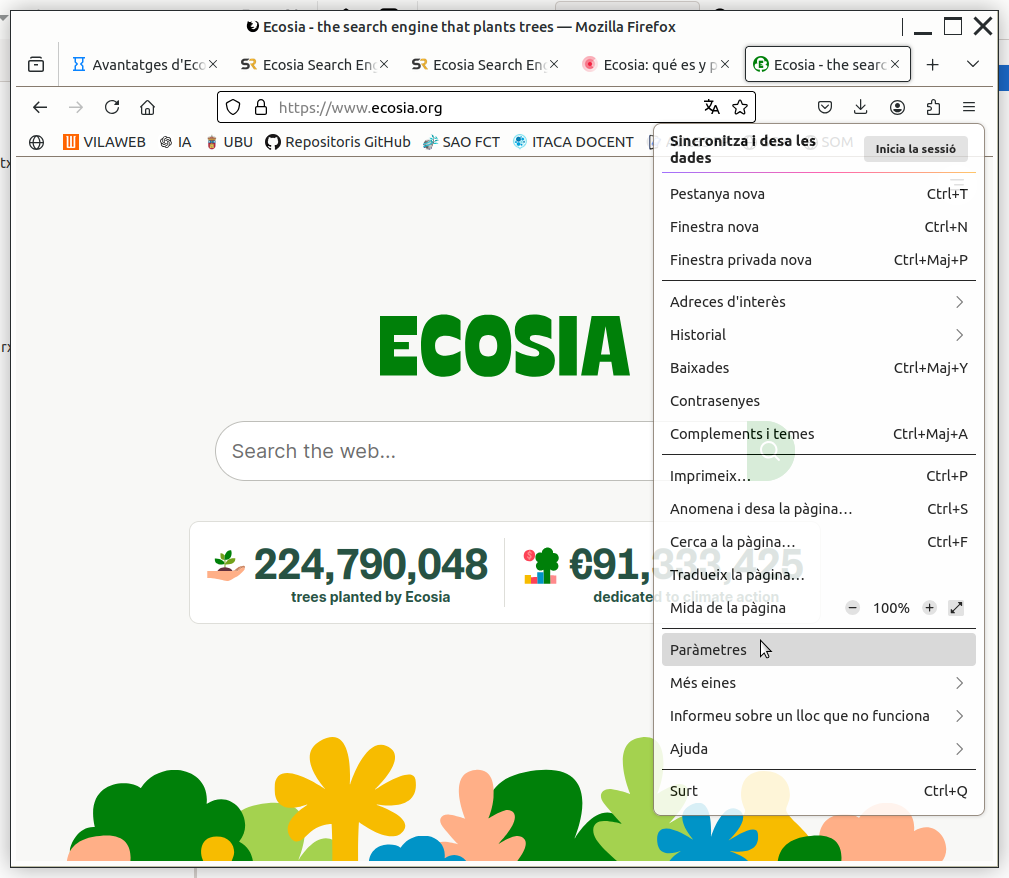 Ecosia - the search engine that plants trees — Mozilla Firefox
Avantatges d'Eco
Ecosia Search En
Ecosia Search En
Ecosia: qué es y p
Ecosia - the searc
https://www.ecosia.org
VILAWEB
IA
UBU
Repositoris GitHub
SAO FCT
ITACA DOCENT
SOM
Sincronitza i desa les
dades
Inicia la sessió
Pestanya nova Ctrl+T
Finestra nova Ctrl+N
Finestra privada nova Ctrl+Maj+P
Adreces d'interès
Historial
Baixades Ctrl+Maj+Y
Contrasenyes
Complements i temes Ctrl+Maj+A
Imprimeix… Ctrl+P
Anomena i desa la pàgina… Ctrl+S
Cerca a la pàgina… Ctrl+F
Tradueix la pàgina…
Mida de la pàgina 100%
Paràmetres
Més eines
Informeu sobre un lloc que no funciona
Ajuda
Surt Ctrl+Q
ECOSIA
Search the web...
224,790,048
trees planted by Ecosia
€91,333,425
dedicated to climate action